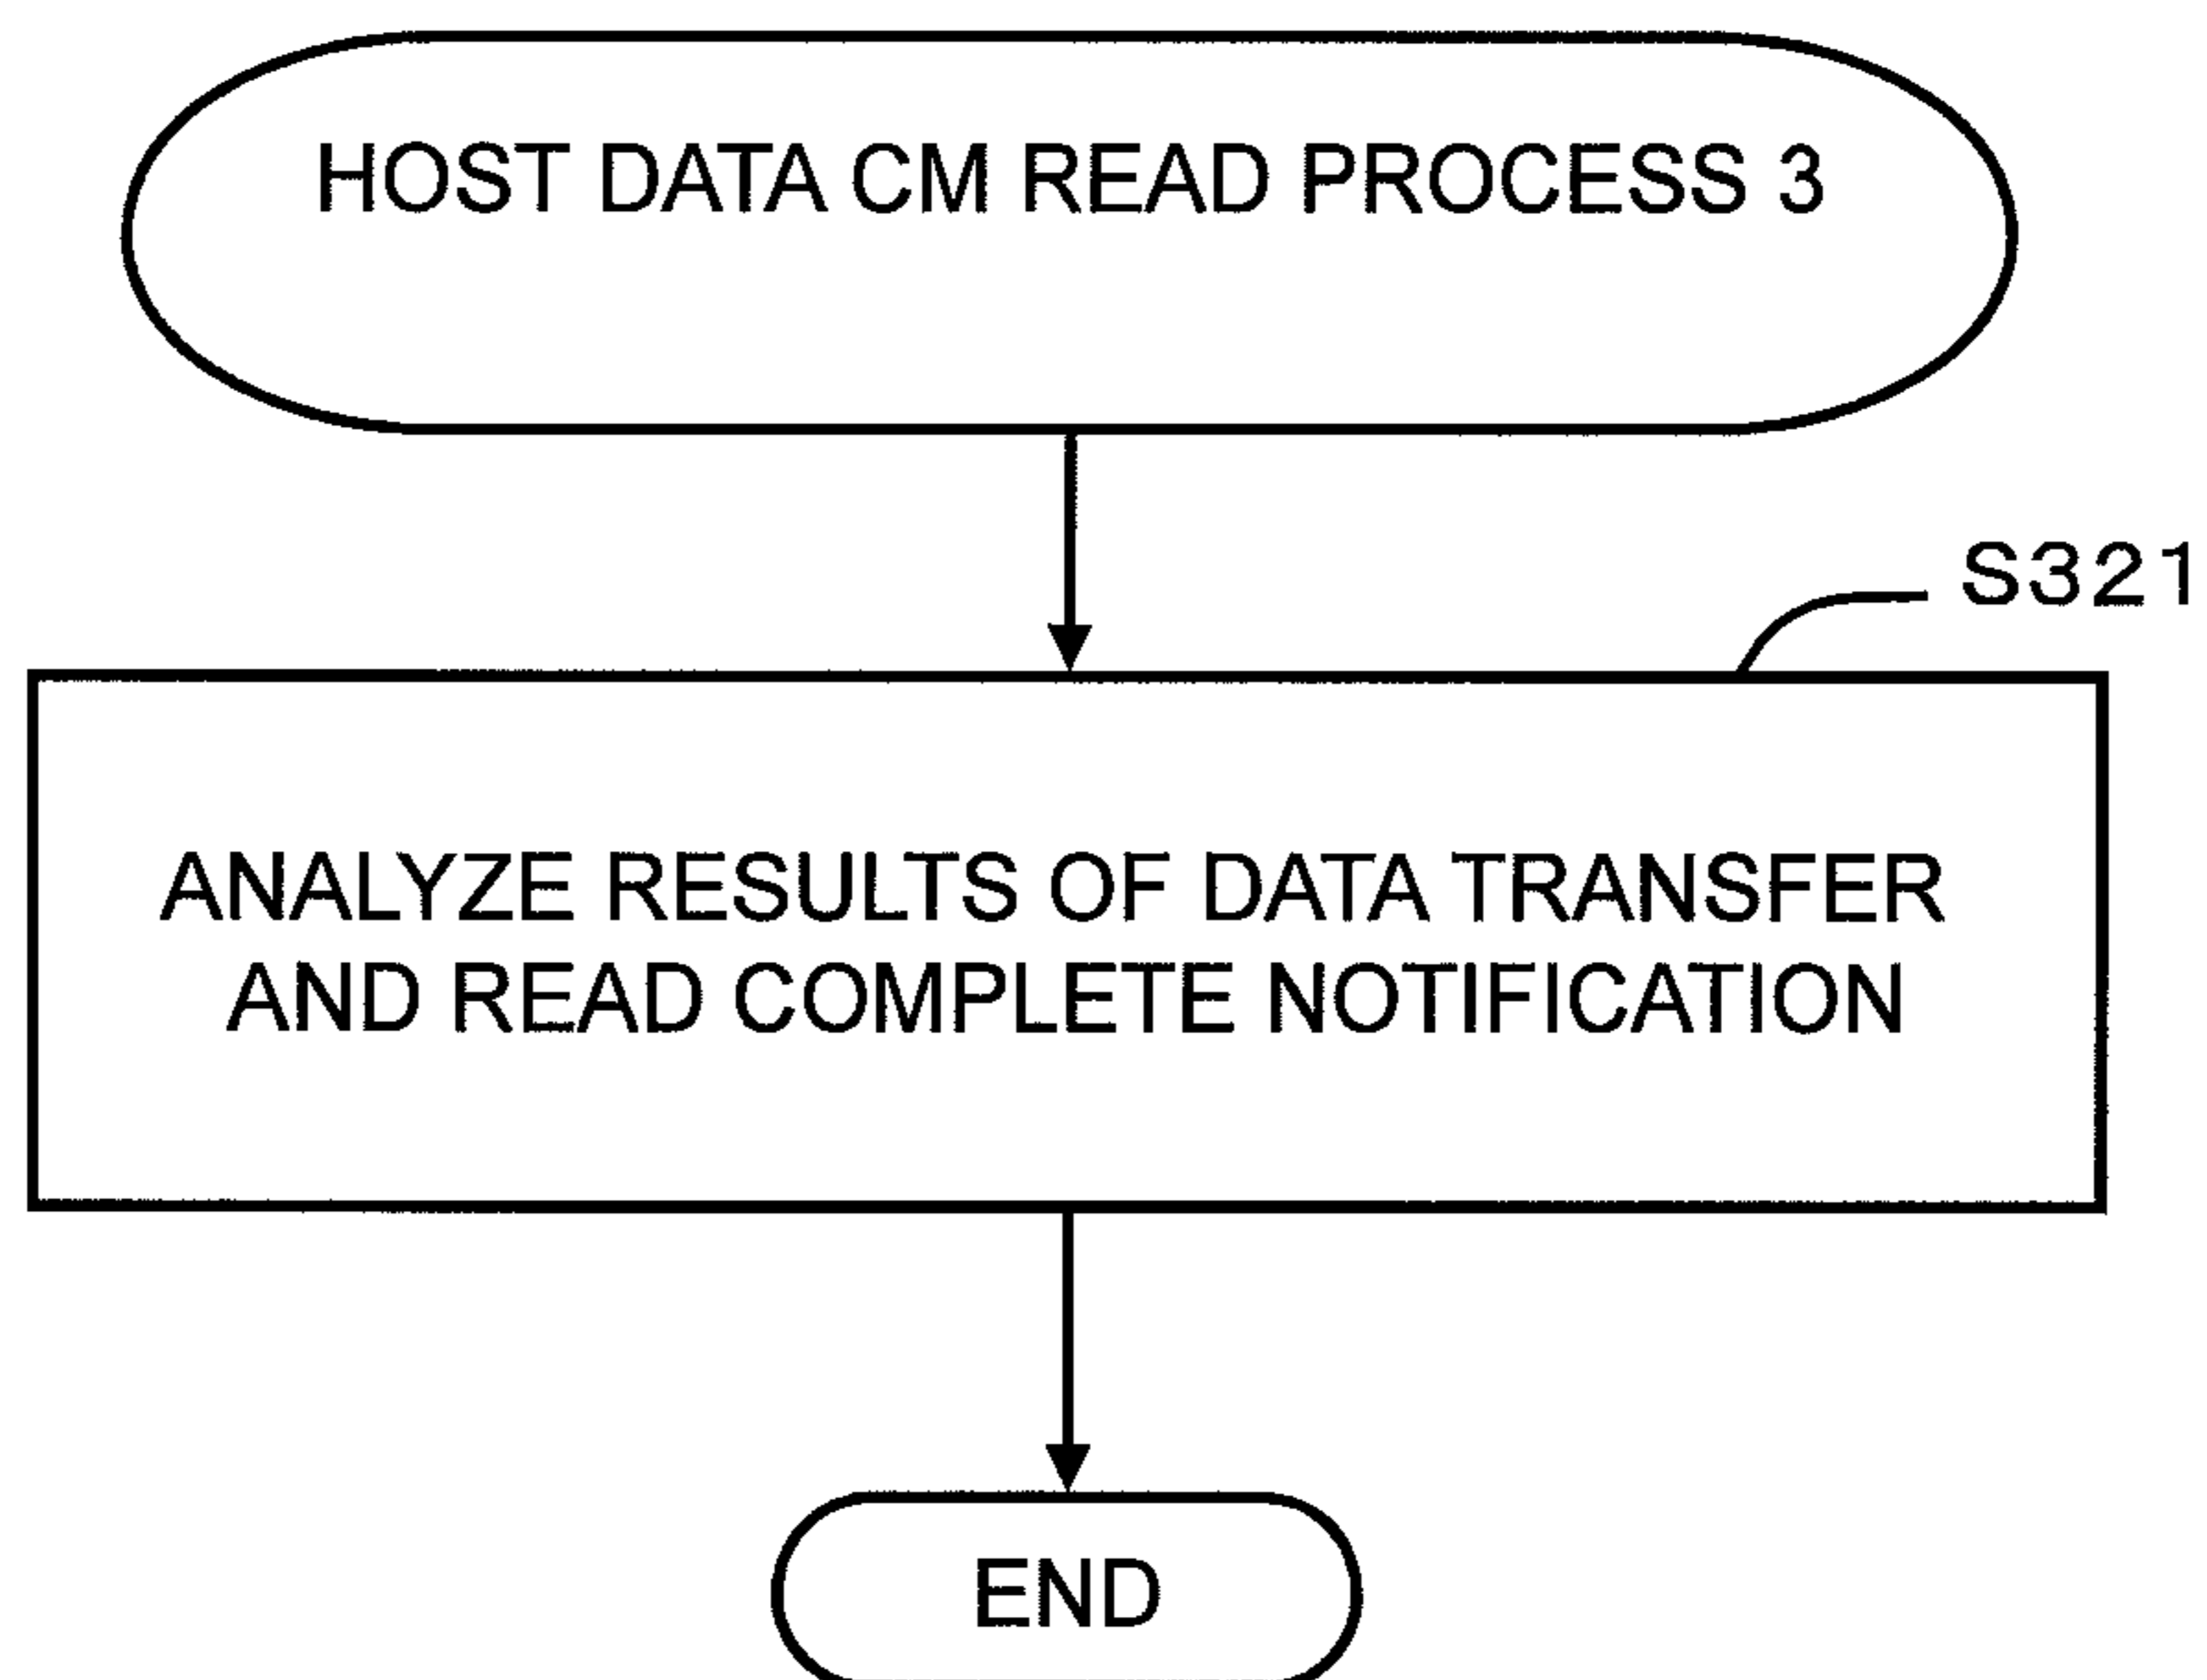 HOST DATA CM READ PROCESS 3
S321
ANALYZE RESULTS OF DATA TRANSFER
AND READ COMPLETE NOTIFICATION
END